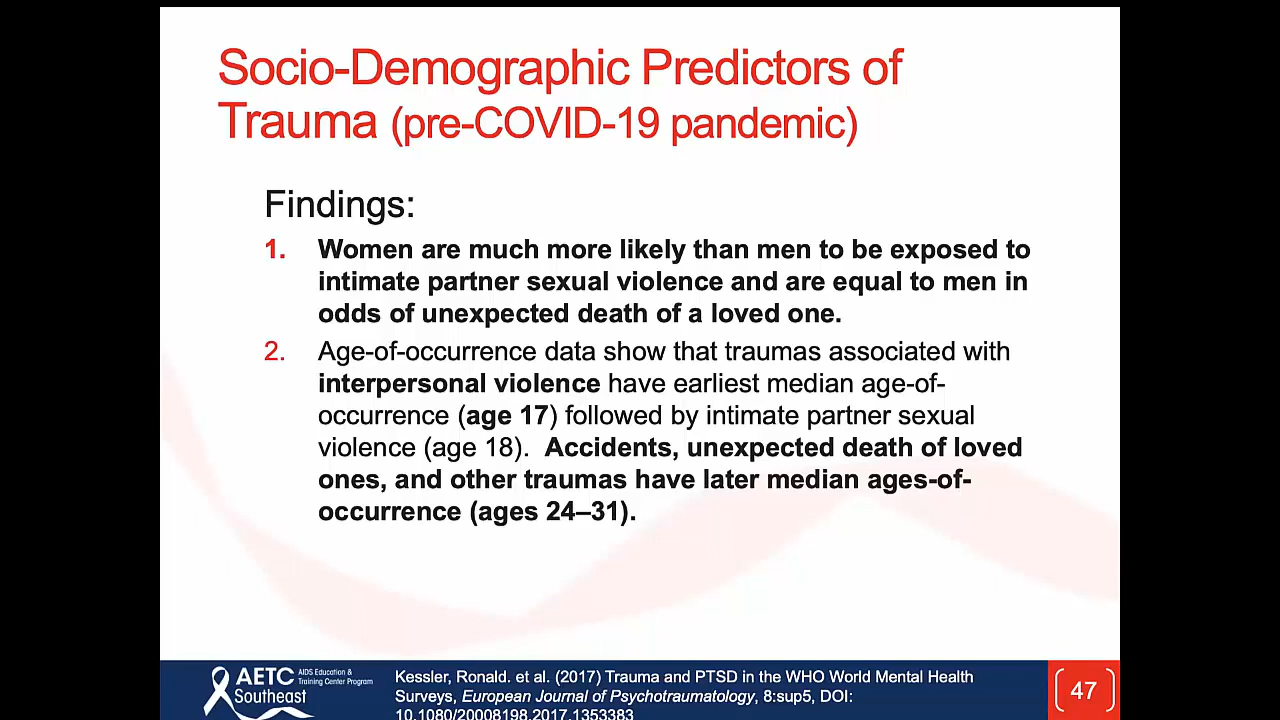 Socio-Demographic Predictors of
Trauma (pre-COVID-19 pandemic)
Findings:
1. Women are much more likely than men to be exposed to
intimate partner sexual violence and are equal to men in
odds of unexpected death of a loved one.
2. Age-of-occurrence data show that traumas associated with
interpersonal violence have earliest median age-of-
occurrence (age 17) followed by intimate partner sexual
violence (age 18). Accidents, unexpected death of loved
ones, and other traumas have later median ages-of-
occurrence (ages 24–31).
AETC AIDS Education &
Training Center Program
Southeast
Kessler, Ronald. et al. (2017) Trauma and PTSD in the WHO World Mental Health
Surveys, European Journal of Psychotraumatology, 8:sup5, DOI:
10.1080/20008198.2017.1353383
47